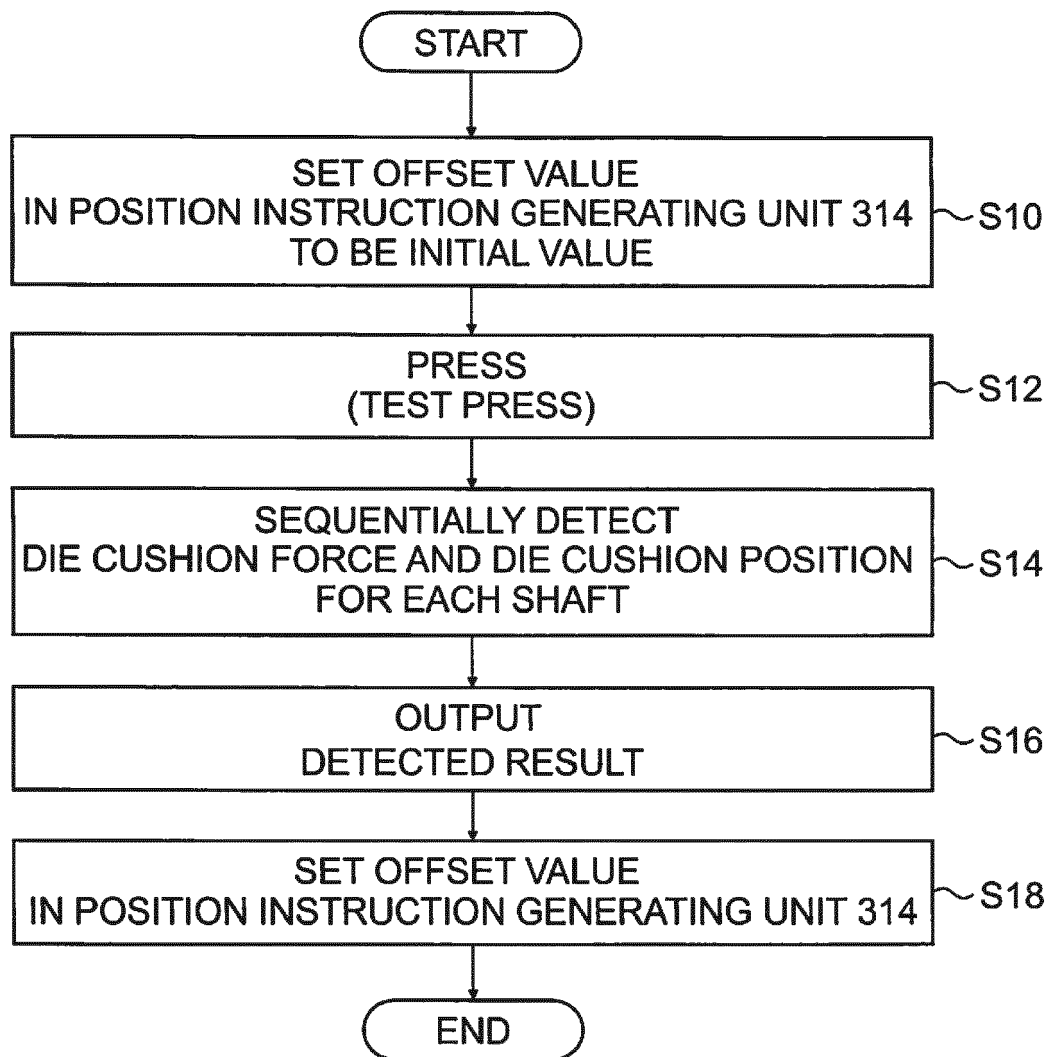 START
SET OFFSET VALUE
IN POSITION INSTRUCTION GENERATING UNIT 314
TO BE INITIAL VALUE
S10
PRESS
(TEST PRESS)
S12
SEQUENTIALLY DETECT
DIE CUSHION FORCE AND DIE CUSHION POSITION
FOR EACH SHAFT
S14
OUTPUT
DETECTED RESULT
S16
SET OFFSET VALUE
IN POSITION INSTRUCTION GENERATING UNIT 314
S18
END